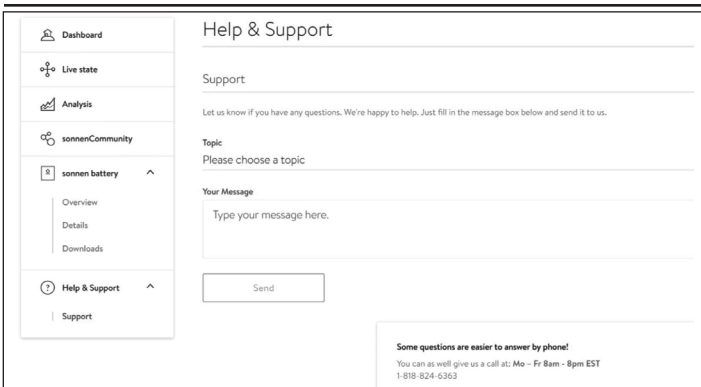 Dashboard
Live state
Analysis
sonnenCommunity
sonnen battery
Overview
Details
Downloads
Help & Support
Support
Help & Support
Support
Let us know if you have any questions. We're happy to help. Just fill in the message box below and send it to us.
Topic
Please choose a topic
Your Message
Type your message here.
Send
Some questions are easier to answer by phone!
You can as well give us a call at: Mo – Fr 8am - 8pm EST
1-818-824-6363